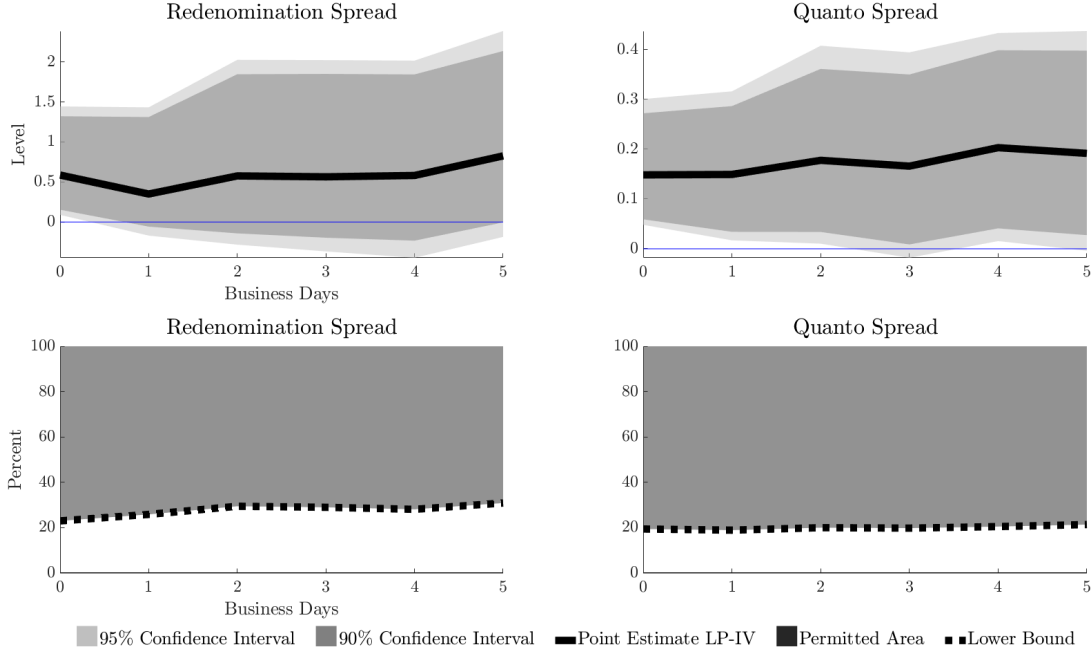 Redenomination Spread
Quanto Spread
Level
2
1.5
1
0.5
0
0 1 2 3 4 5
Business Days
0.4
0.3
0.2
0.1
0
0 1 2 3 4 5
Redenomination Spread
Quanto Spread
Percent
100
80
60
40
20
0
0 1 2 3 4 5
Business Days
100
80
60
40
20
0
0 1 2 3 4 5
95% Confidence Interval 90% Confidence Interval Point Estimate LP-IV Permitted Area Lower Bound